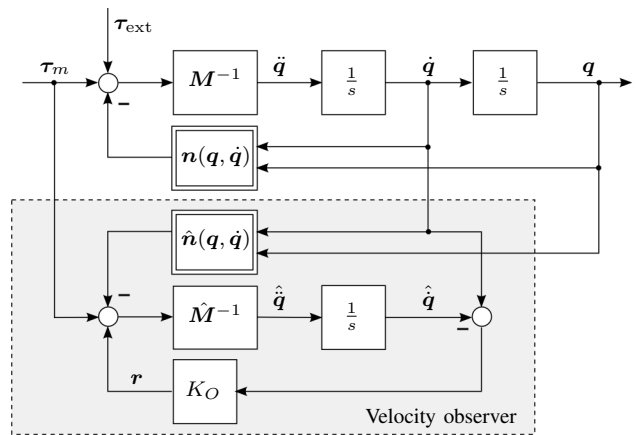 τ_ext
τ_m
M⁻¹
q̈
1/s
q̇
1/s
q
n(q, q̇)
n̂(q, q̇)
M̂⁻¹
q̈̂
1/s
q̇̂
r
K_O
Velocity observer